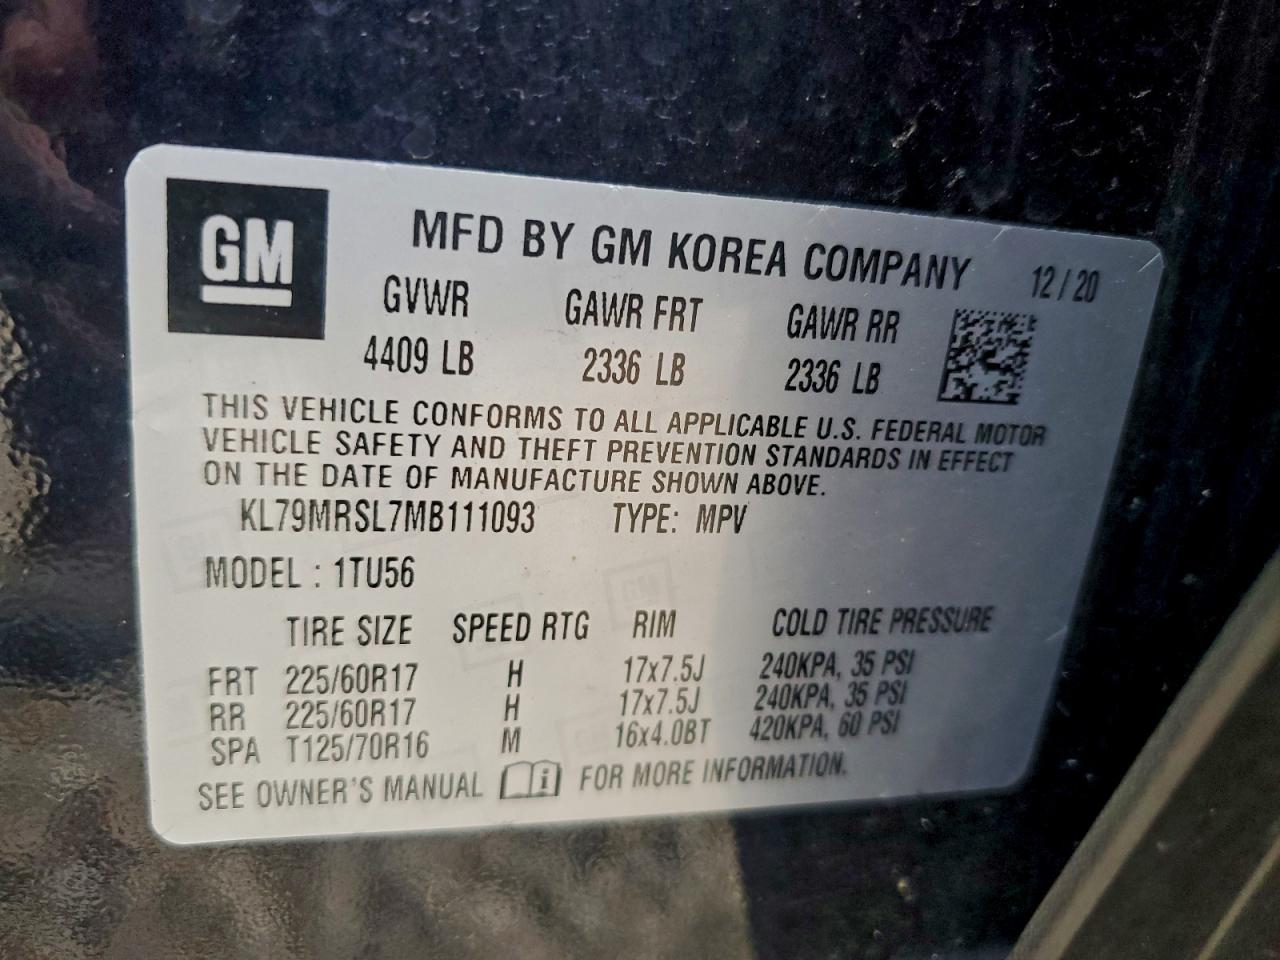 GM
MFD BY GM KOREA COMPANY 12/20
GVWR GAWR FRT GAWR RR
4409 LB 2336 LB 2336 LB
THIS VEHICLE CONFORMS TO ALL APPLICABLE U.S. FEDERAL MOTOR
VEHICLE SAFETY AND THEFT PREVENTION STANDARDS IN EFFECT
ON THE DATE OF MANUFACTURE SHOWN ABOVE.
KL79MRSL7MB111093 TYPE: MPV
MODEL : 1TU56
TIRE SIZE SPEED RTG RIM COLD TIRE PRESSURE
FRT 225/60R17 H 17x7.5J 240KPA, 35 PSI
RR 225/60R17 H 17x7.5J 240KPA, 35 PSI
SPA T125/70R16 M 16x4.0BT 420KPA, 60 PSI
SEE OWNER'S MANUAL i FOR MORE INFORMATION.